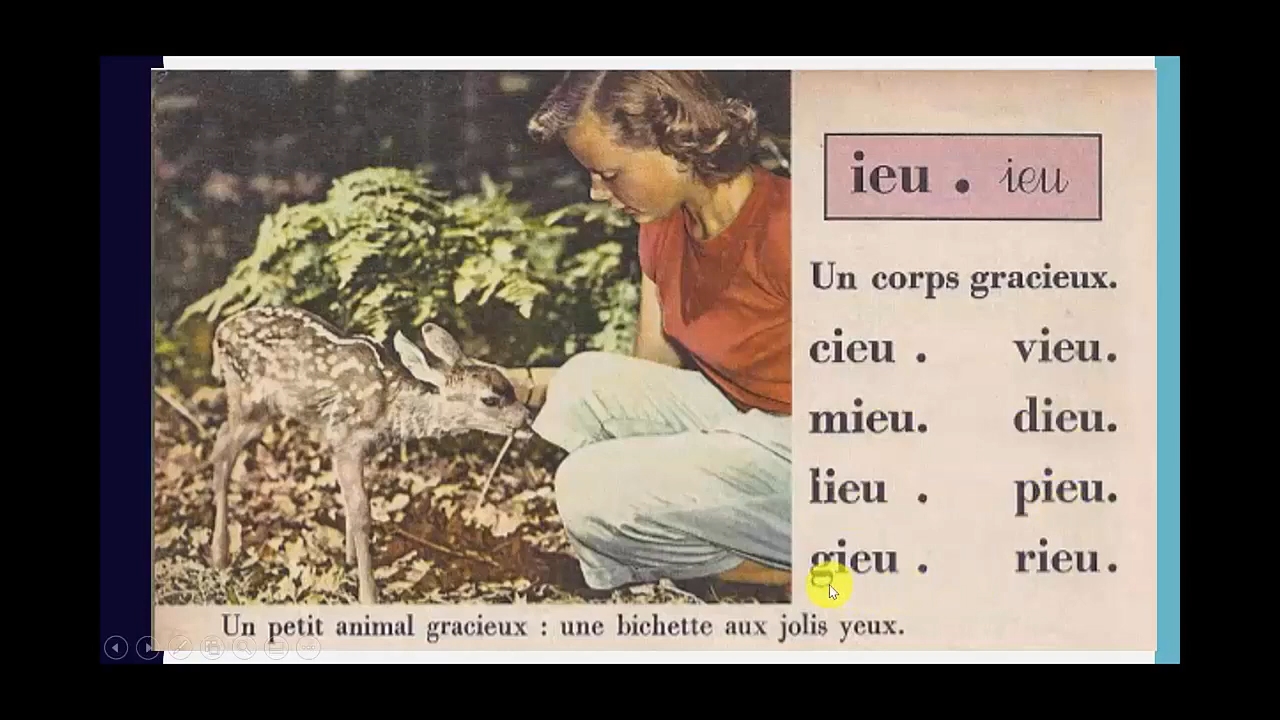 ieu . ieu
Un corps gracieux.
cieu . vieu.
mieu. dieu.
lieu . pieu.
gieu . rieu.
Un petit animal gracieux : une bichette aux jolis yeux.